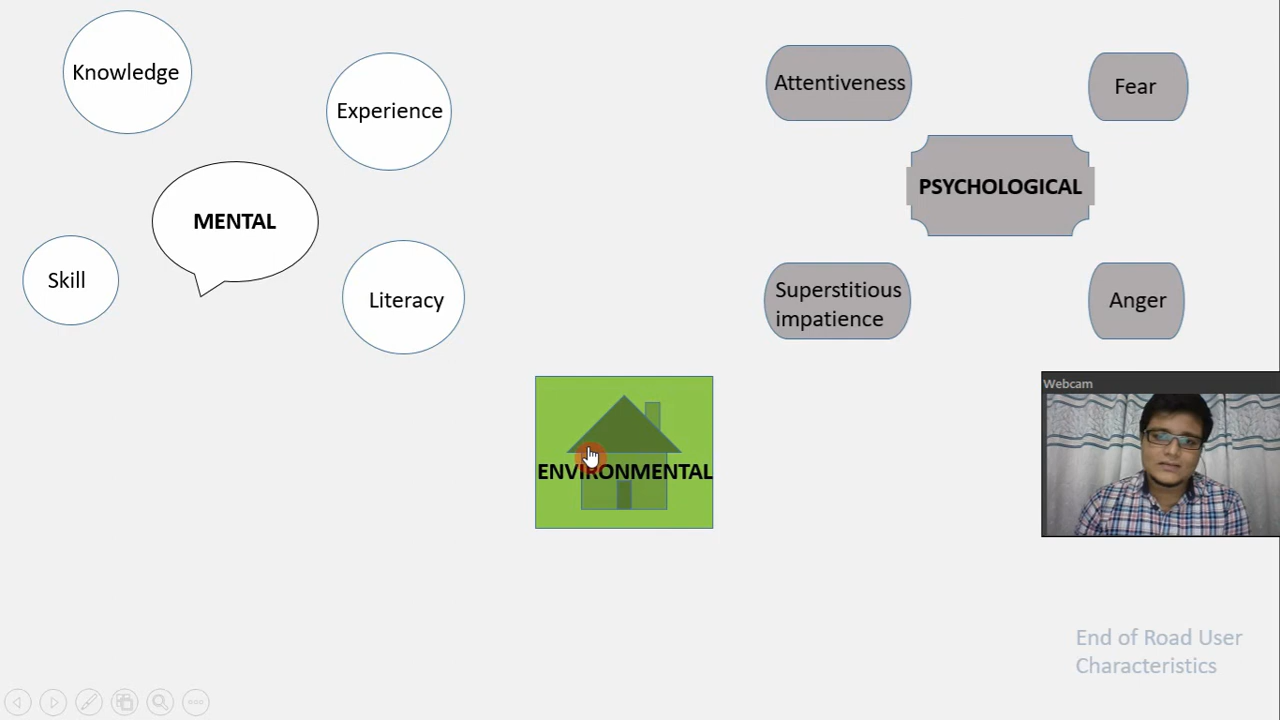 Knowledge
Experience
MENTAL
Skill
Literacy
Attentiveness
Fear
PSYCHOLOGICAL
Superstitious
impatience
Anger
ENVIRONMENTAL
Webcam
End of Road User
Characteristics